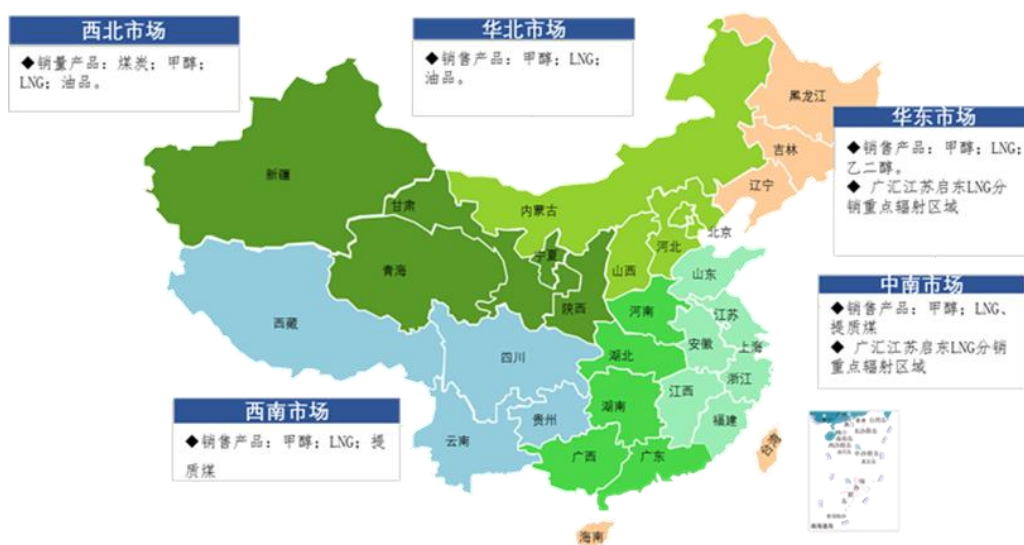 西北市场
◆销量产品：煤炭；甲醇；
LNG；油品。
华北市场
◆销售产品：甲醇；LNG；
油品。
华东市场
◆销售产品：甲醇；LNG；
乙二醇。
◆ 广汇江苏启东LNG分
销重点辐射区域
中南市场
◆销售产品：甲醇；LNG、
提质煤
◆ 广汇江苏启东LNG分
销重点辐射区域
西南市场
◆销售产品：甲醇；LNG；提
质煤
黑龙江
吉林
辽宁
新疆
甘肃
内蒙古
北京
河北
宁夏
山西
青海
山东
陕西
河南
江苏
西藏
安徽
上海
四川
湖北
浙江
江西
湖南
贵州
福建
云南
广西
广东
台湾
海南
南海诸岛